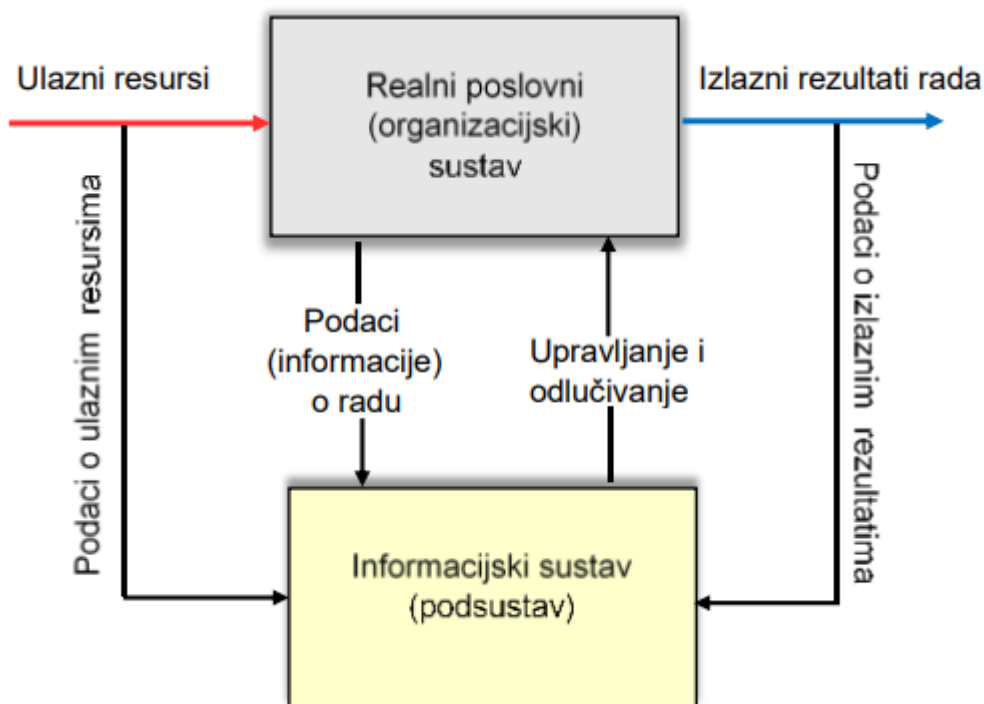 Ulazni resursi
Realni poslovni
(organizacijski)
sustav
Izlazni rezultati rada
Podaci o ulaznim resursima
Podaci
(informacije)
o radu
Upravljanje i
odlučivanje
Podaci o izlaznim rezultatima
Informacijski sustav
(podsustav)